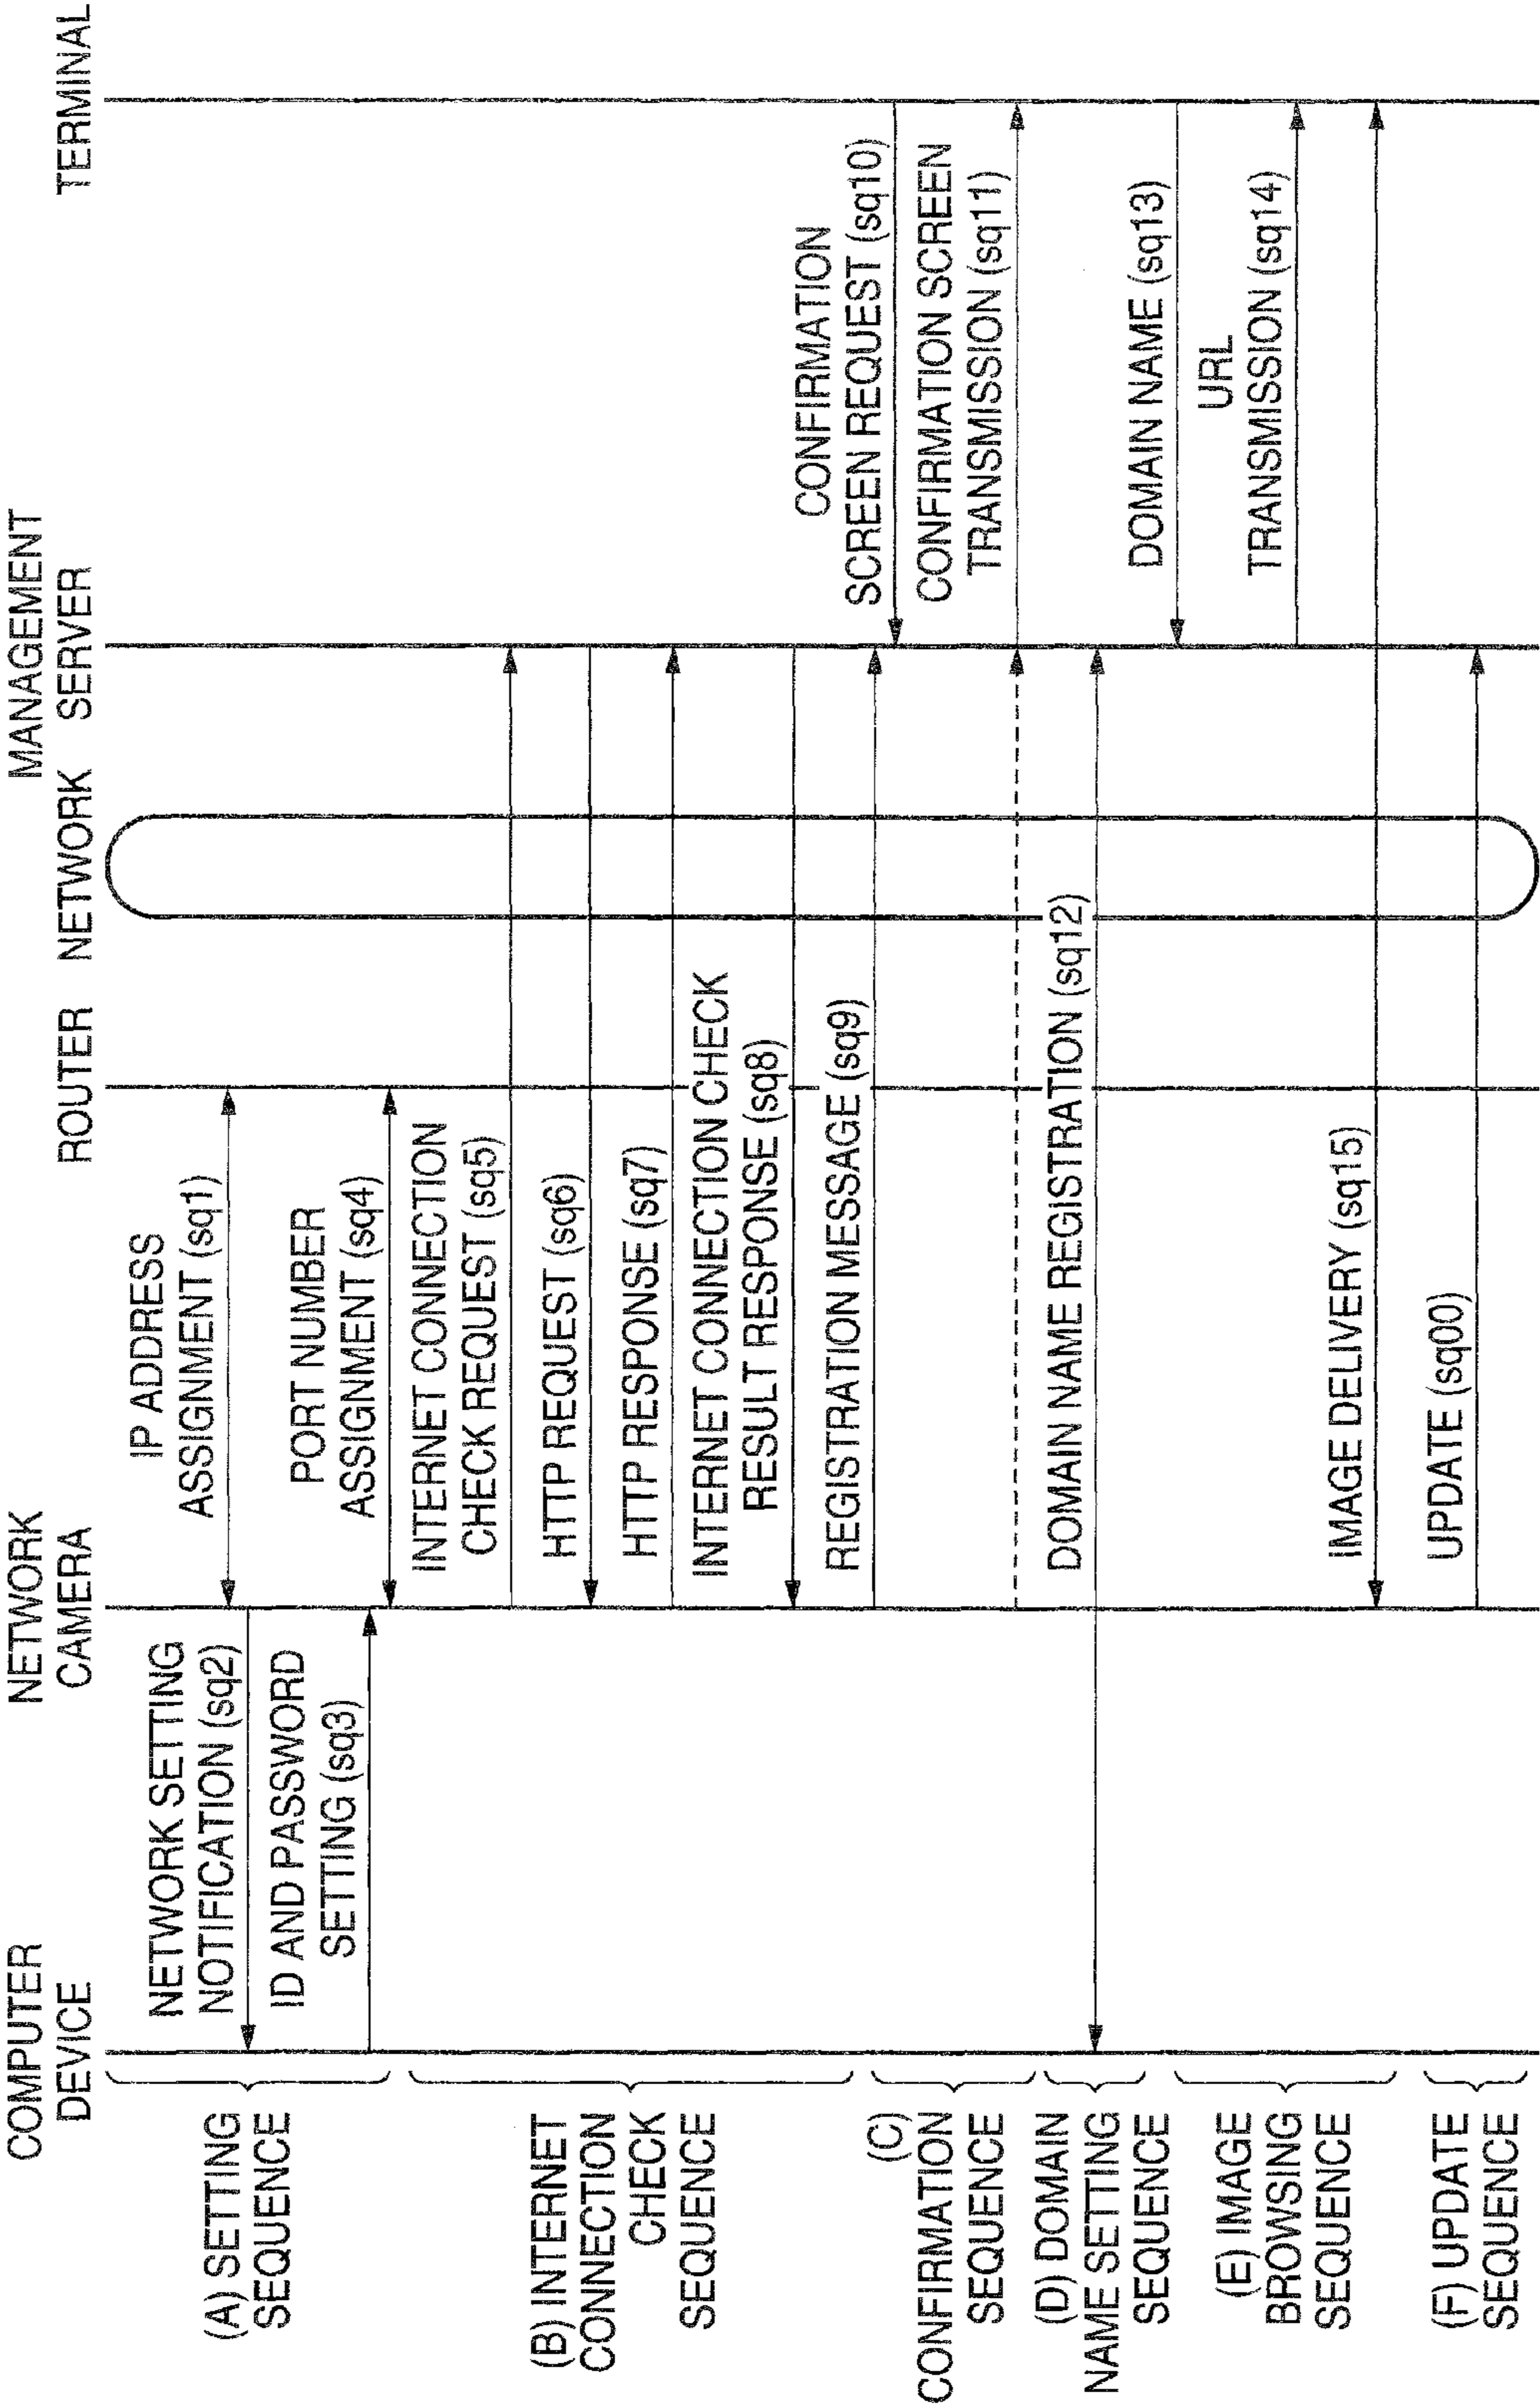 COMPUTER
DEVICE
NETWORK
CAMERA
ROUTER
NETWORK
MANAGEMENT
SERVER
TERMINAL
(A) SETTING
SEQUENCE
IP ADDRESS
ASSIGNMENT (sq1)
NETWORK SETTING
NOTIFICATION (sq2)
ID AND PASSWORD
SETTING (sq3)
PORT NUMBER
ASSIGNMENT (sq4)
(B) INTERNET
CONNECTION
CHECK
SEQUENCE
INTERNET CONNECTION
CHECK REQUEST (sq5)
HTTP REQUEST (sq6)
HTTP RESPONSE (sq7)
INTERNET CONNECTION CHECK
RESULT RESPONSE (sq8)
REGISTRATION MESSAGE (sq9)
(C)
CONFIRMATION
SEQUENCE
CONFIRMATION
SCREEN REQUEST (sq10)
CONFIRMATION SCREEN
TRANSMISSION (sq11)
(D) DOMAIN
NAME SETTING
SEQUENCE
DOMAIN NAME REGISTRATION (sq12)
(E) IMAGE
BROWSING
SEQUENCE
DOMAIN NAME (sq13)
URL
TRANSMISSION (sq14)
IMAGE DELIVERY (sq15)
(F) UPDATE
SEQUENCE
UPDATE (sq00)